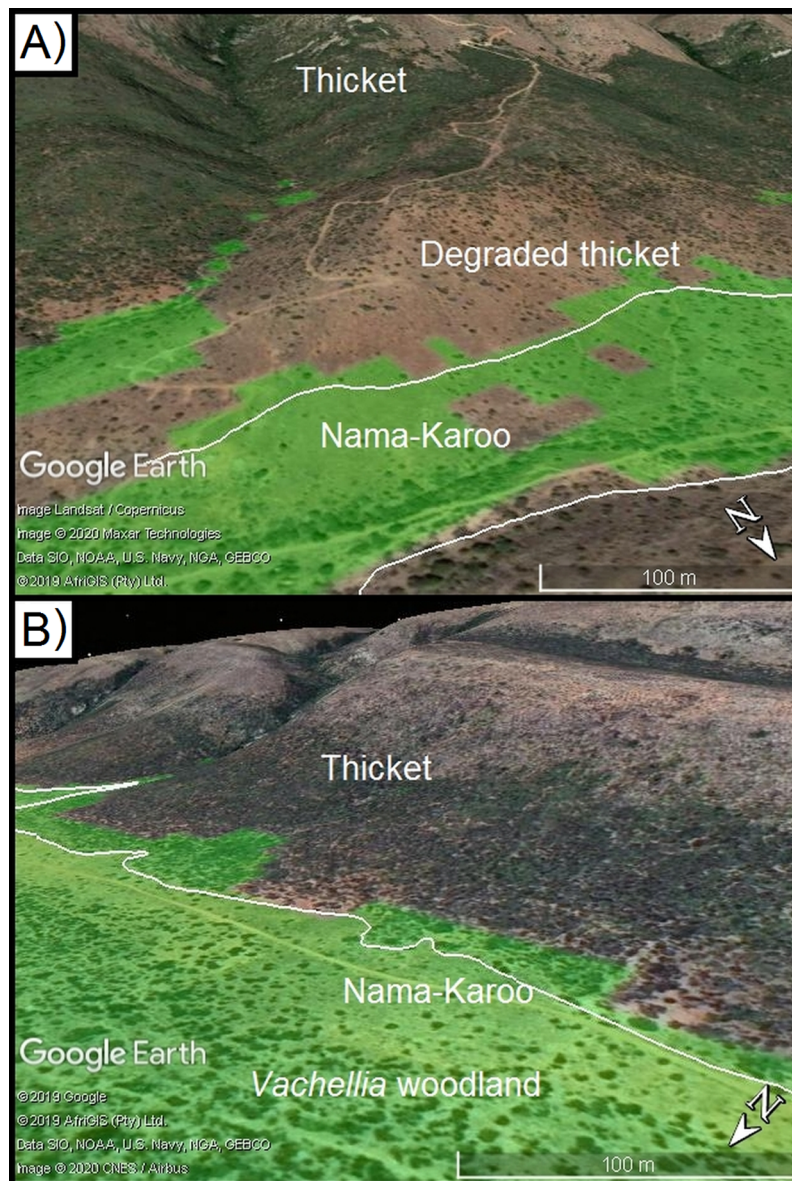 A)
Thicket
Degraded thicket
Nama-Karoo
Google Earth
Image Landsat / Copernicus
Image © 2020 Maxar Technologies
Data SIO, NOAA, U.S. Navy, NGA, GEBCO
©2019 AfriGIS (Pty) Ltd.
N
100 m
B)
Thicket
Nama-Karoo
Vachellia woodland
Google Earth
©2019 Google
©2019 AfriGIS (Pty) Ltd.
Data SIO, NOAA, U.S. Navy, NGA, GEBCO
Image © 2020 CNES / Airbus
N
100 m